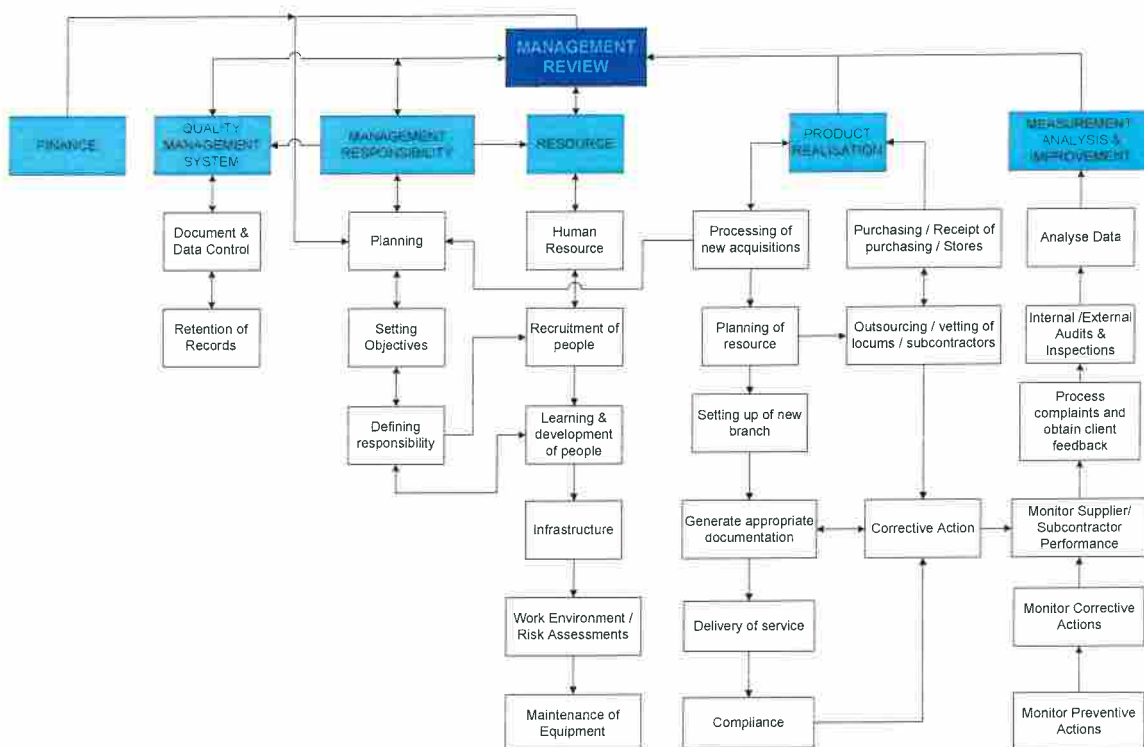 MANAGEMENT
REVIEW
FINANCE
QUALITY
MANAGEMENT
SYSTEM
MANAGEMENT
RESPONSIBILITY
RESOURCE
PRODUCT
REALISATION
MEASUREMENT
ANALYSIS &
IMPROVEMENT
Document &
Data Control
Planning
Human
Resource
Processing of
new acquisitions
Purchasing / Receipt of
purchasing / Stores
Analyse Data
Retention of
Records
Setting
Objectives
Recruitment of
people
Planning of
resource
Outsourcing / vetting of
locums / subcontractors
Internal /External
Audits &
Inspections
Defining
responsibility
Learning &
development
of people
Setting up of new
branch
Process
complaints and
obtain client
feedback
Infrastructure
Generate appropriate
documentation
Corrective Action
Monitor Supplier/
Subcontractor
Performance
Work Environment /
Risk Assessments
Delivery of service
Monitor Corrective
Actions
Maintenance of
Equipment
Compliance
Monitor Preventive
Actions